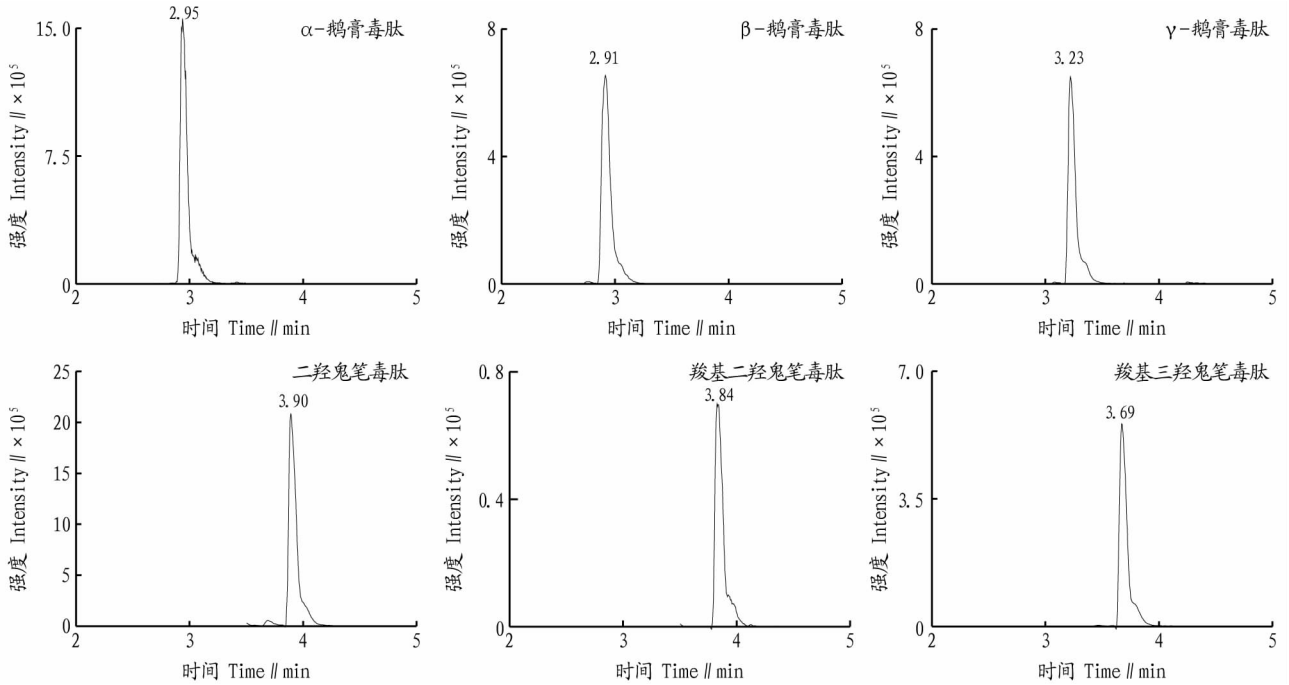 α-鹅膏毒肽
2.95
15.0
7.5
0
强度 Intensity∥×10⁵
2 3 4 5
时间 Time∥min
β-鹅膏毒肽
2.91
8
4
0
强度 Intensity∥×10⁵
2 3 4 5
时间 Time∥min
γ-鹅膏毒肽
3.23
8
4
0
强度 Intensity∥×10⁵
2 3 4 5
时间 Time∥min
二羟鬼笔毒肽
3.90
25
20
15
10
5
0
强度 Intensity∥×10⁵
2 3 4 5
时间 Time∥min
羧基二羟鬼笔毒肽
3.84
0.8
0.4
0
强度 Intensity∥×10⁵
2 3 4 5
时间 Time∥min
羧基三羟鬼笔毒肽
3.69
7.0
3.5
0
强度 Intensity∥×10⁵
2 3 4 5
时间 Time∥min